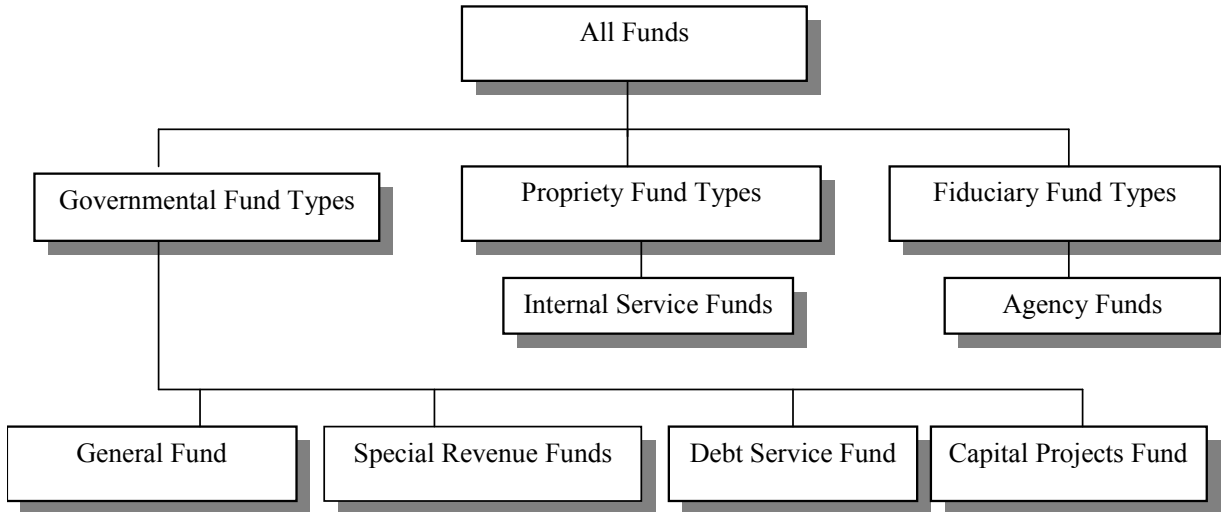 All Funds
Governmental Fund Types
Propriety Fund Types
Fiduciary Fund Types
Internal Service Funds
Agency Funds
General Fund
Special Revenue Funds
Debt Service Fund
Capital Projects Fund